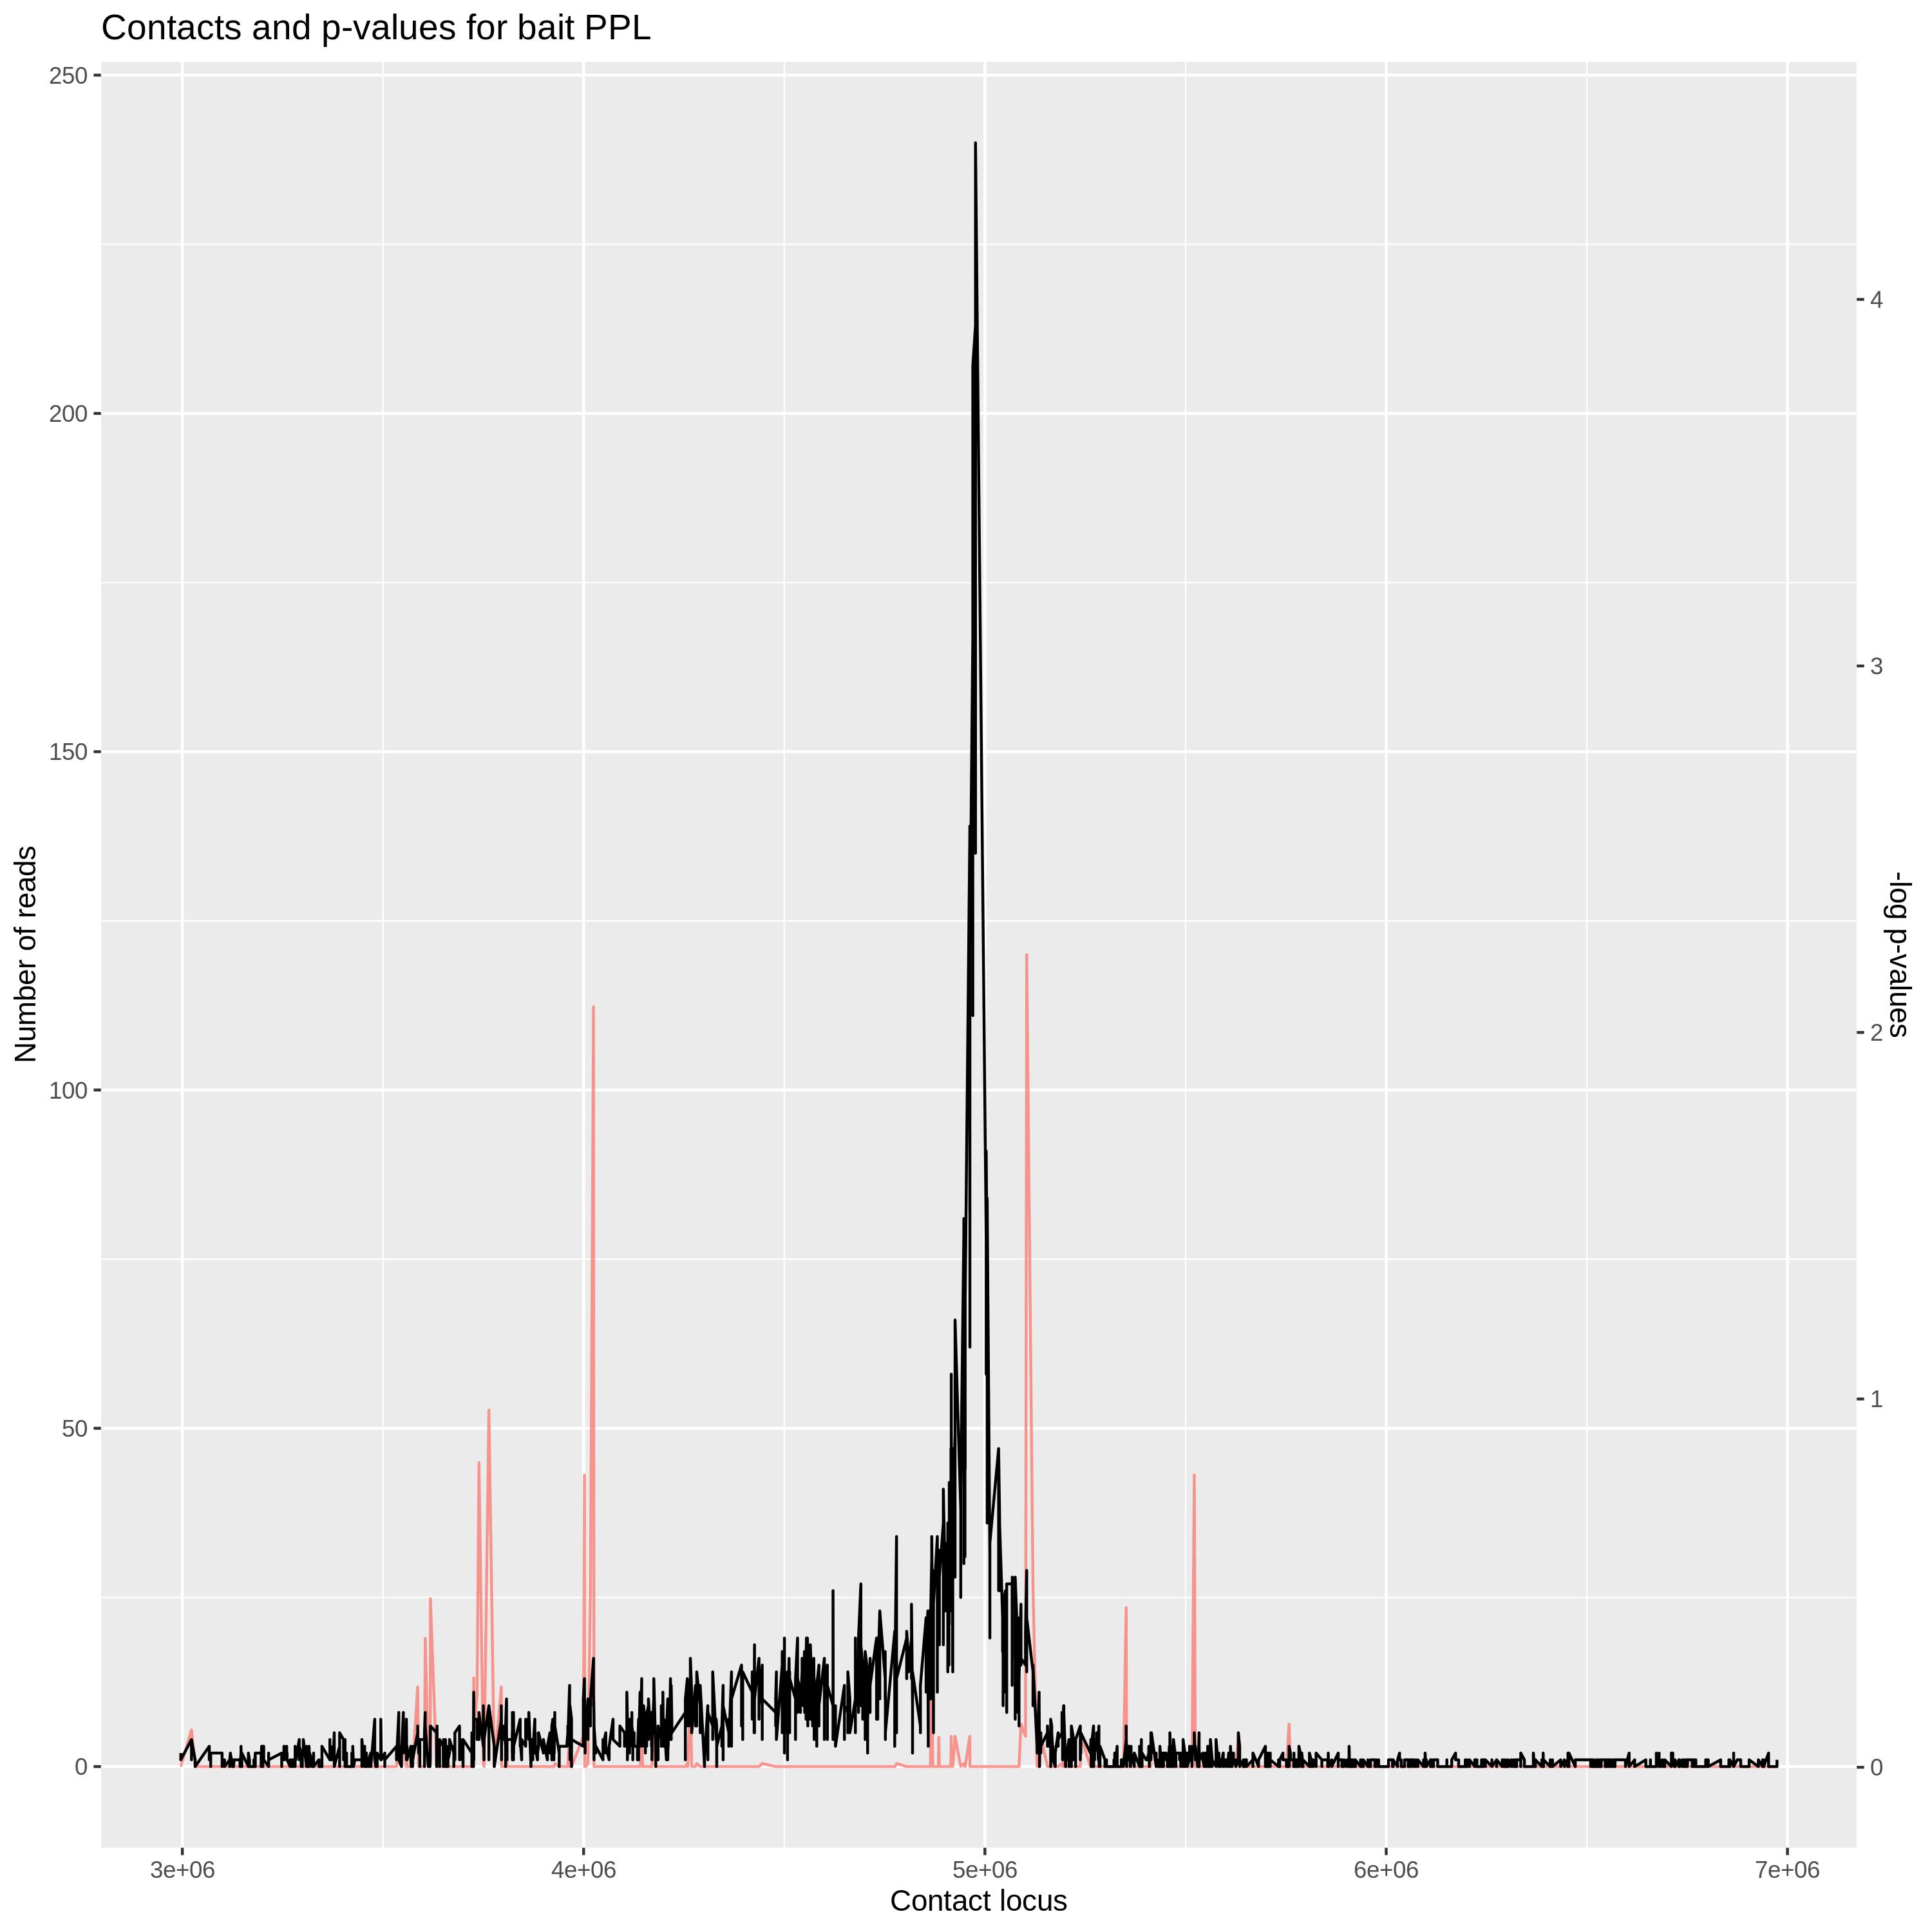 Contacts and p-values for bait PPL
250
200
150
100
50
0
Number of reads
4
3
2
1
0
-log p-values
3e+06 4e+06 5e+06 6e+06 7e+06
Contact locus